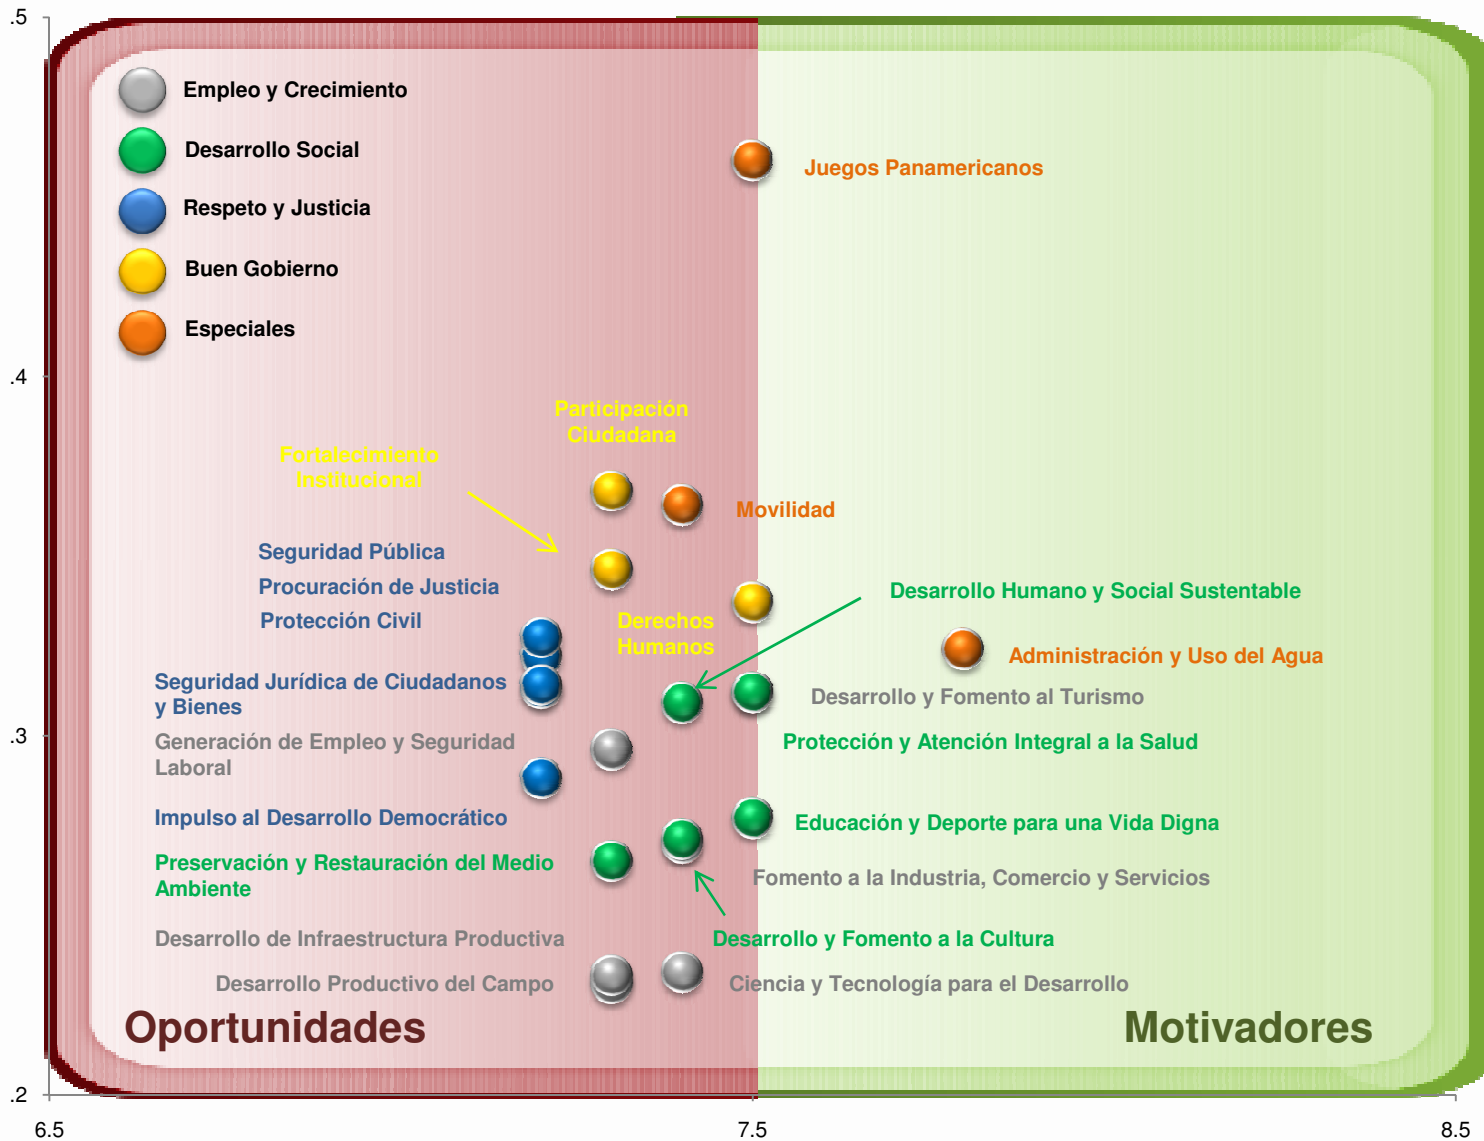 .5
Empleo y Crecimiento
Desarrollo Social
Juegos Panamericanos
Respeto y Justicia
Buen Gobierno
Especiales
.4
Participación
Ciudadana
Fortalecimiento
Institucional
Movilidad
Seguridad Pública
Procuración de Justicia
Desarrollo Humano y Social Sustentable
Protección Civil
Derechos
Humanos
Administración y Uso del Agua
Seguridad Jurídica de Ciudadanos
y Bienes
Desarrollo y Fomento al Turismo
.3
Generación de Empleo y Seguridad
Laboral
Protección y Atención Integral a la Salud
Impulso al Desarrollo Democrático
Educación y Deporte para una Vida Digna
Preservación y Restauración del Medio
Ambiente
Fomento a la Industria, Comercio y Servicios
Desarrollo de Infraestructura Productiva
Desarrollo y Fomento a la Cultura
Desarrollo Productivo del Campo
Ciencia y Tecnología para el Desarrollo
Oportunidades
Motivadores
.2
6.5
7.5
8.5